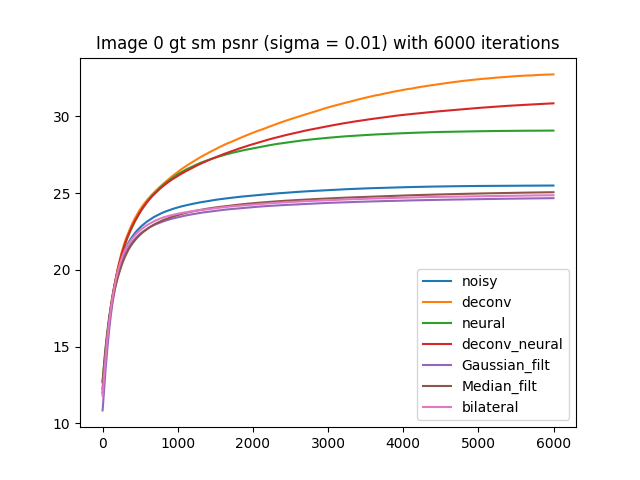 Image 0 gt sm psnr (sigma = 0.01) with 6000 iterations
30
25
20
15
10
0
1000
2000
3000
4000
5000
6000
noisy
deconv
neural
deconv_neural
Gaussian_filt
Median_filt
bilateral